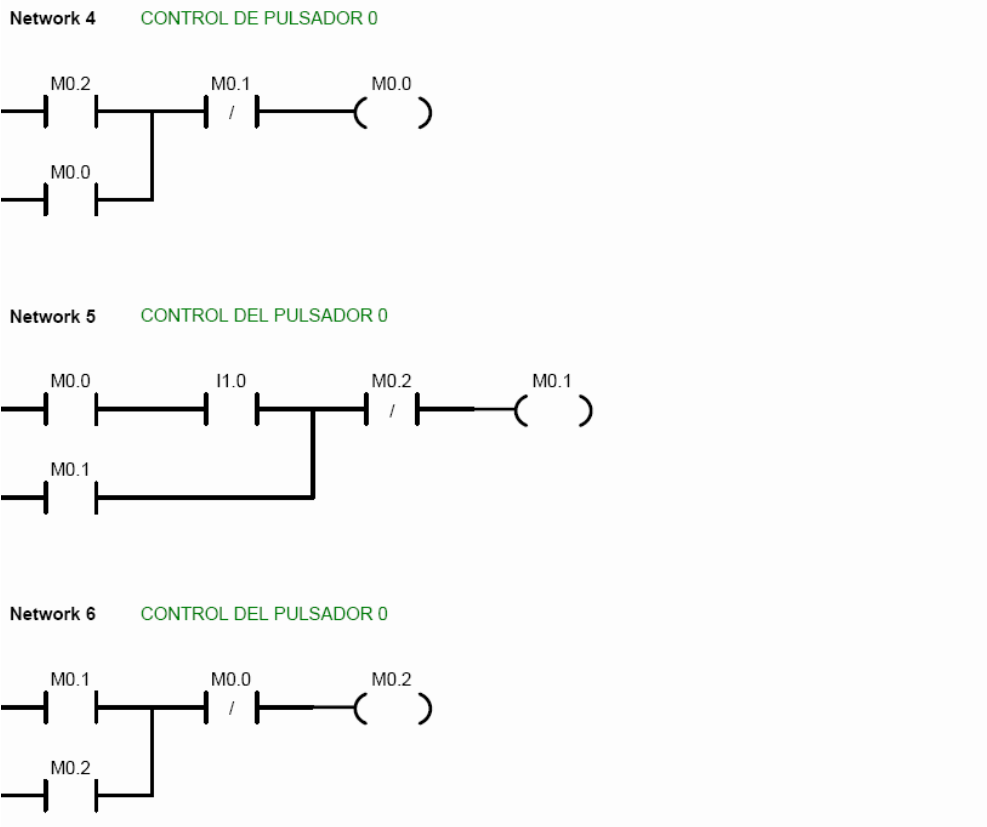 Network 4 CONTROL DE PULSADOR 0
M0.2 M0.1 M0.0
/
M0.0
Network 5 CONTROL DEL PULSADOR 0
M0.0 I1.0 M0.2 M0.1
/
M0.1
Network 6 CONTROL DEL PULSADOR 0
M0.1 M0.0 M0.2
/
M0.2